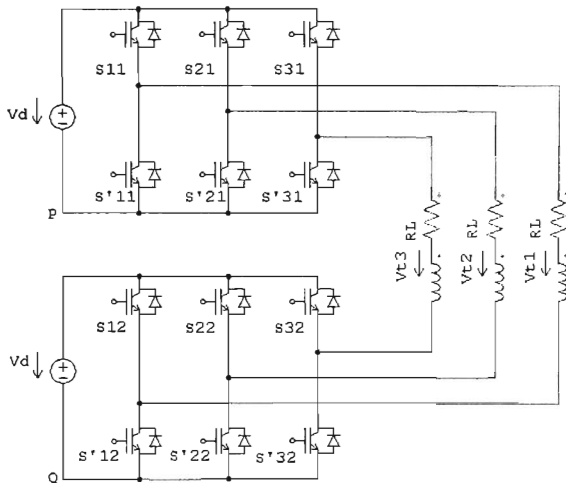 S11 S21 S31
Vd
S'11 S'21 S'31
P
RL RL RL
Vt3 Vt2 Vt1
S12 S22 S32
Vd
S'12 S'22 S'32
Q